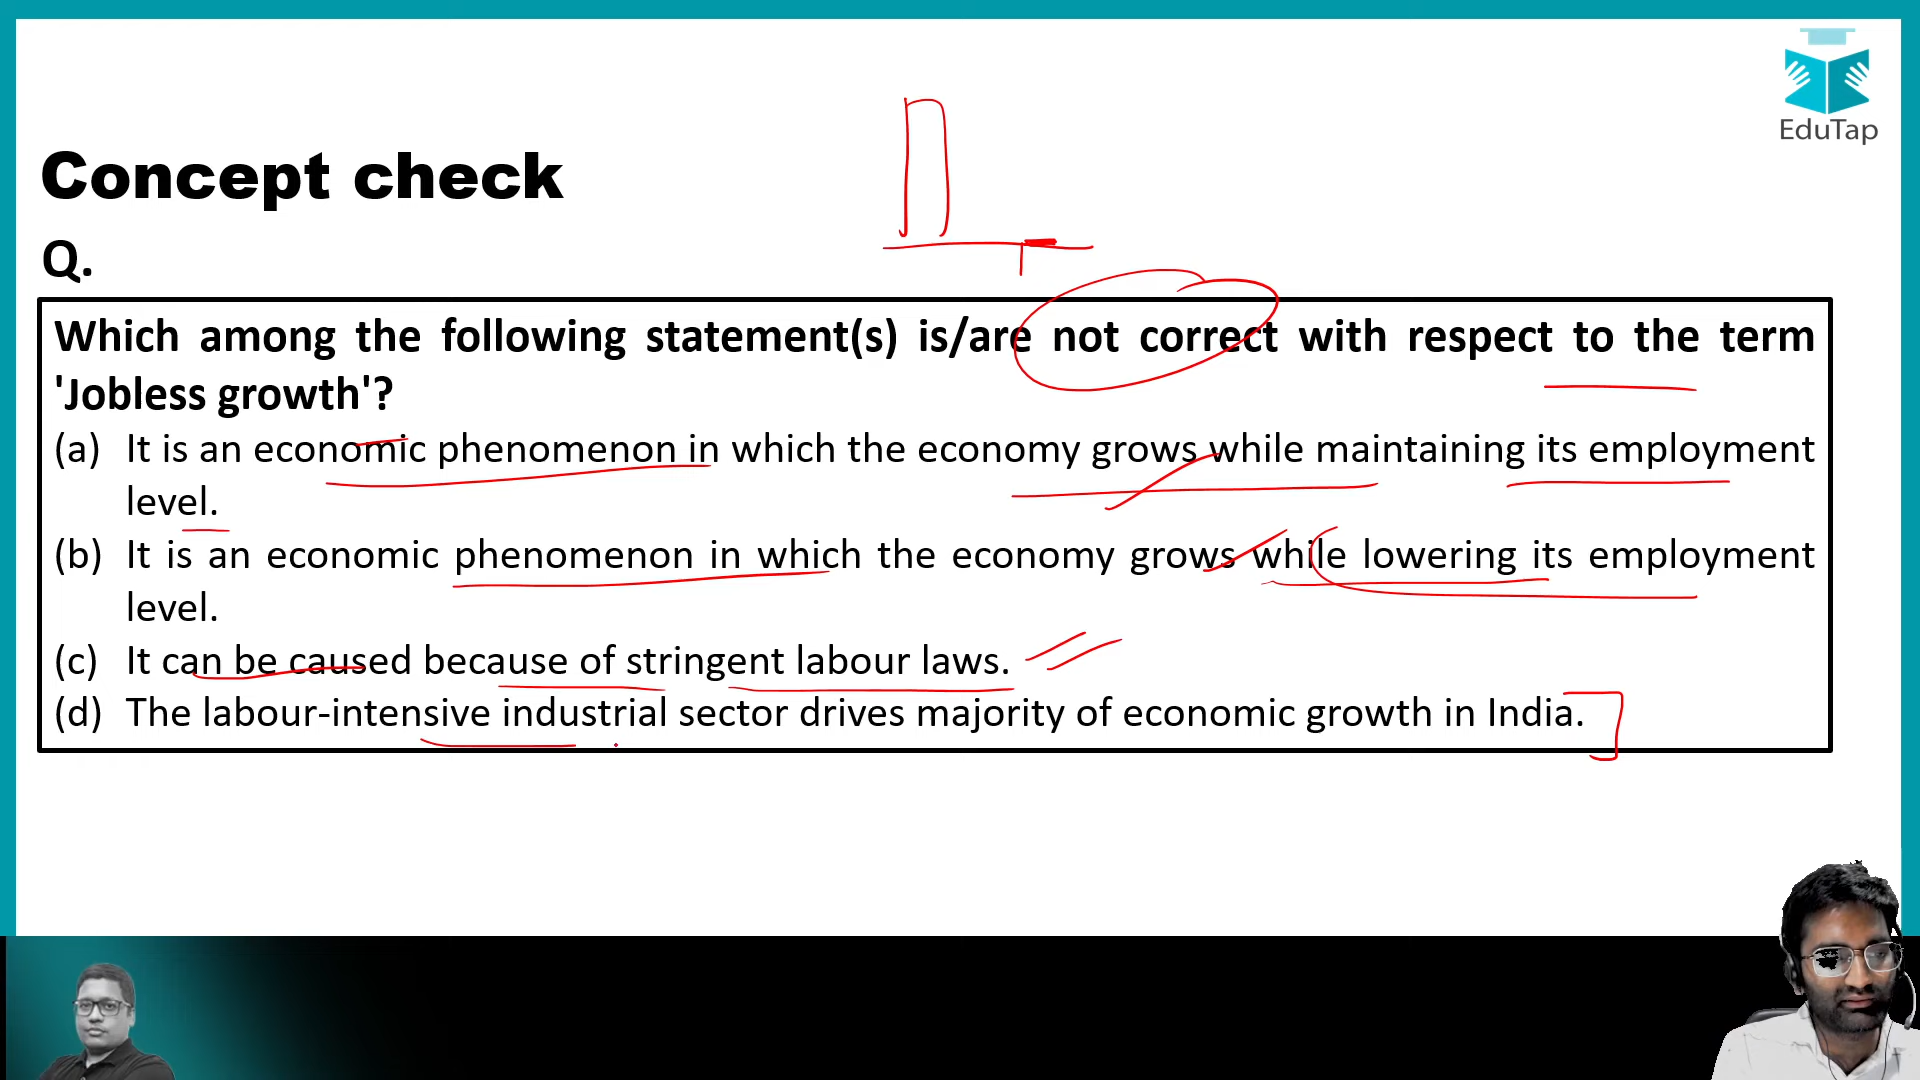 EduTap
Concept check
Q.
Which among the following statement(s) is/are not correct with respect to the term
'Jobless growth'?
(a) It is an economic phenomenon in which the economy grows while maintaining its employment
level.
(b) It is an economic phenomenon in which the economy grows while lowering its employment
level.
(c) It can be caused because of stringent labour laws.
(d) The labour-intensive industrial sector drives majority of economic growth in India.